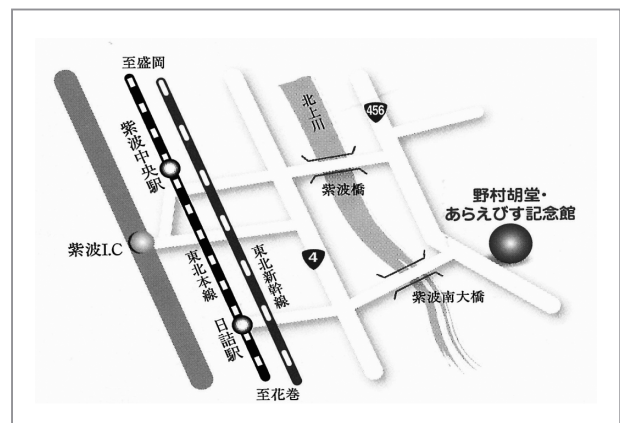 至盛岡
紫波中央駅
北上川
456
紫波橋
野村胡堂・
あらえびす記念館
紫波I.C
東北本線
東北新幹線
4
日詰駅
紫波南大橋
至花巻